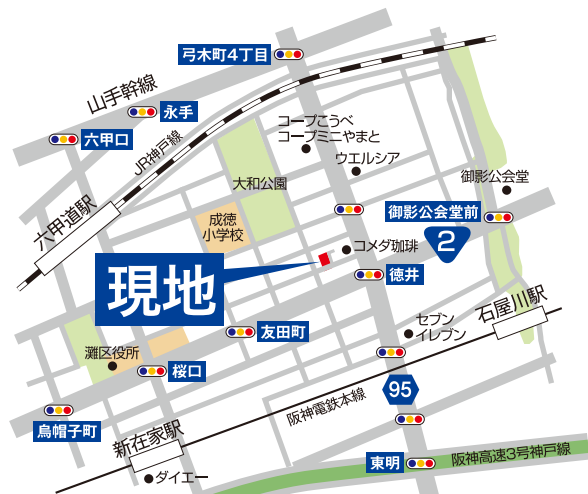 弓木町4丁目
山手幹線
永手
六甲口
JR神戸線
コープこうべ
コープミニやまと
ウエルシア
大和公園
御影公会堂
六甲道駅
成徳
小学校
御影公会堂前
2
コメダ珈琲
現地
徳井
石屋川駅
セブン
イレブン
友田町
灘区役所
桜口
95
阪神電鉄本線
烏帽子町
新在家駅
東明
阪神高速3号神戸線
ダイエー